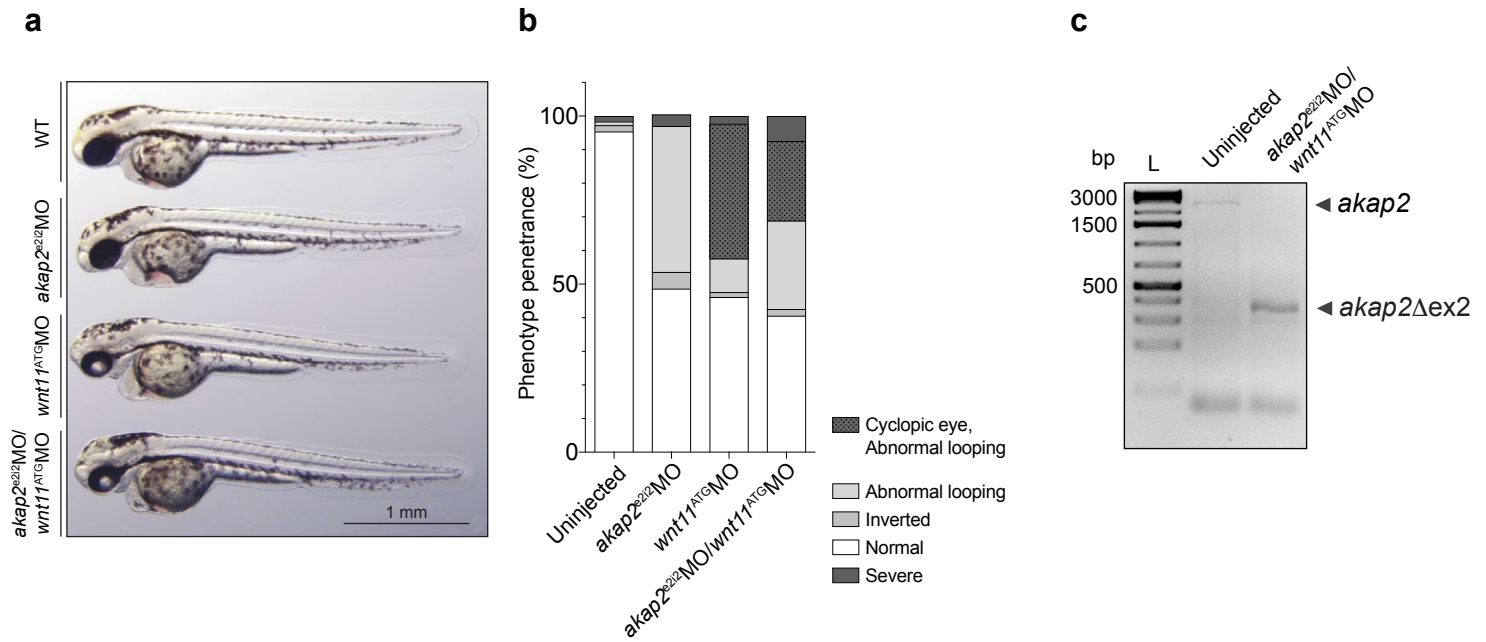 a
WT
akap2e2i2MO
wnt11ATGMO
akap2e2i2MO/
wnt11ATGMO
1 mm
b
Phenotype penetrance (%)
100
50
0
Uninjected
akap2e2i2MO
wnt11ATGMO
akap2e2i2MO/wnt11ATGMO
Cyclopic eye,
Abnormal looping
Abnormal looping
Inverted
Normal
Severe
c
bp
L
Uninjected
akap2e2i2MO/
wnt11ATGMO
3000
1500
500
akap2
akap2Δex2